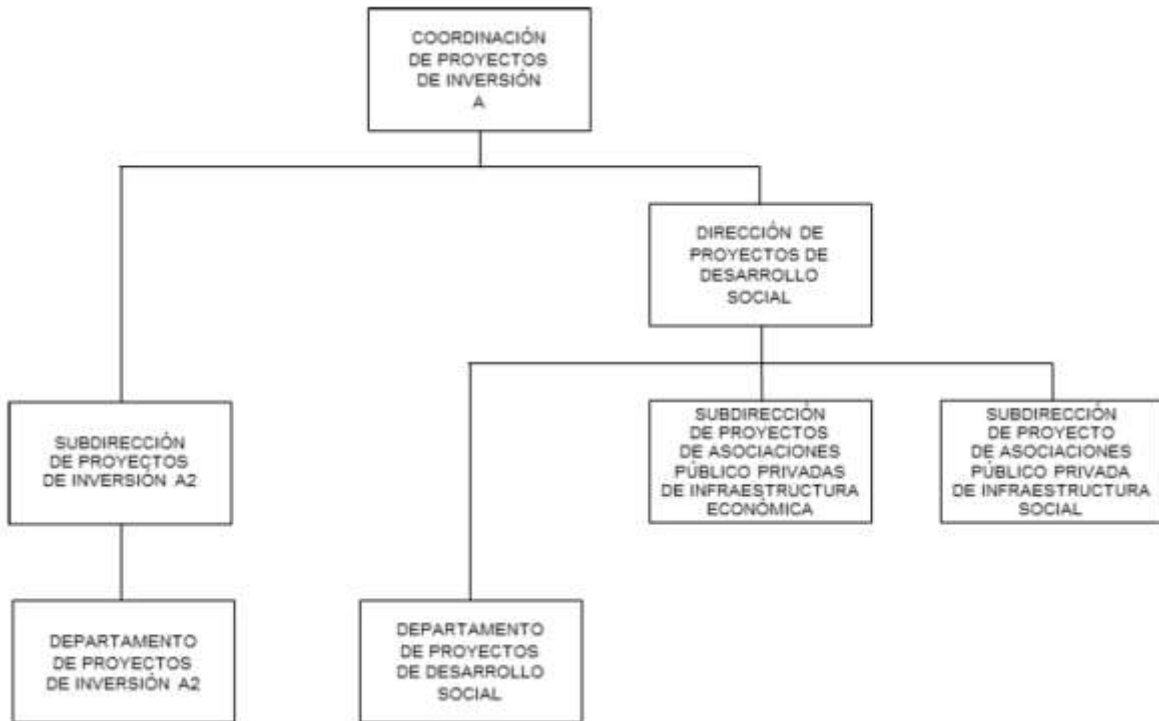 COORDINACIÓN
DE PROYECTOS
DE INVERSIÓN
A
DIRECCIÓN DE
PROYECTOS DE
DESARROLLO
SOCIAL
SUBDIRECCIÓN
DE PROYECTOS
DE INVERSIÓN A2
SUBDIRECCIÓN
DE PROYECTOS
DE ASOCIACIONES
PÚBLICO PRIVADAS
DE INFRAESTRUCTURA
ECONÓMICA
SUBDIRECCIÓN
DE PROYECTO
DE ASOCIACIONES
PÚBLICO PRIVADA
DE INFRAESTRUCTURA
SOCIAL
DEPARTAMENTO
DE PROYECTOS
DE INVERSIÓN A2
DEPARTAMENTO
DE PROYECTOS
DE DESARROLLO
SOCIAL